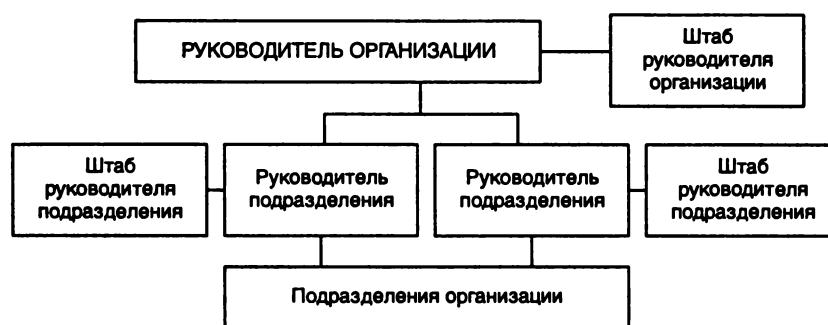 РУКОВОДИТЕЛЬ ОРГАНИЗАЦИИ
Штаб
руководителя
организации
Штаб
руководителя
подразделения
Руководитель
подразделения
Руководитель
подразделения
Штаб
руководителя
подразделения
Подразделения организации